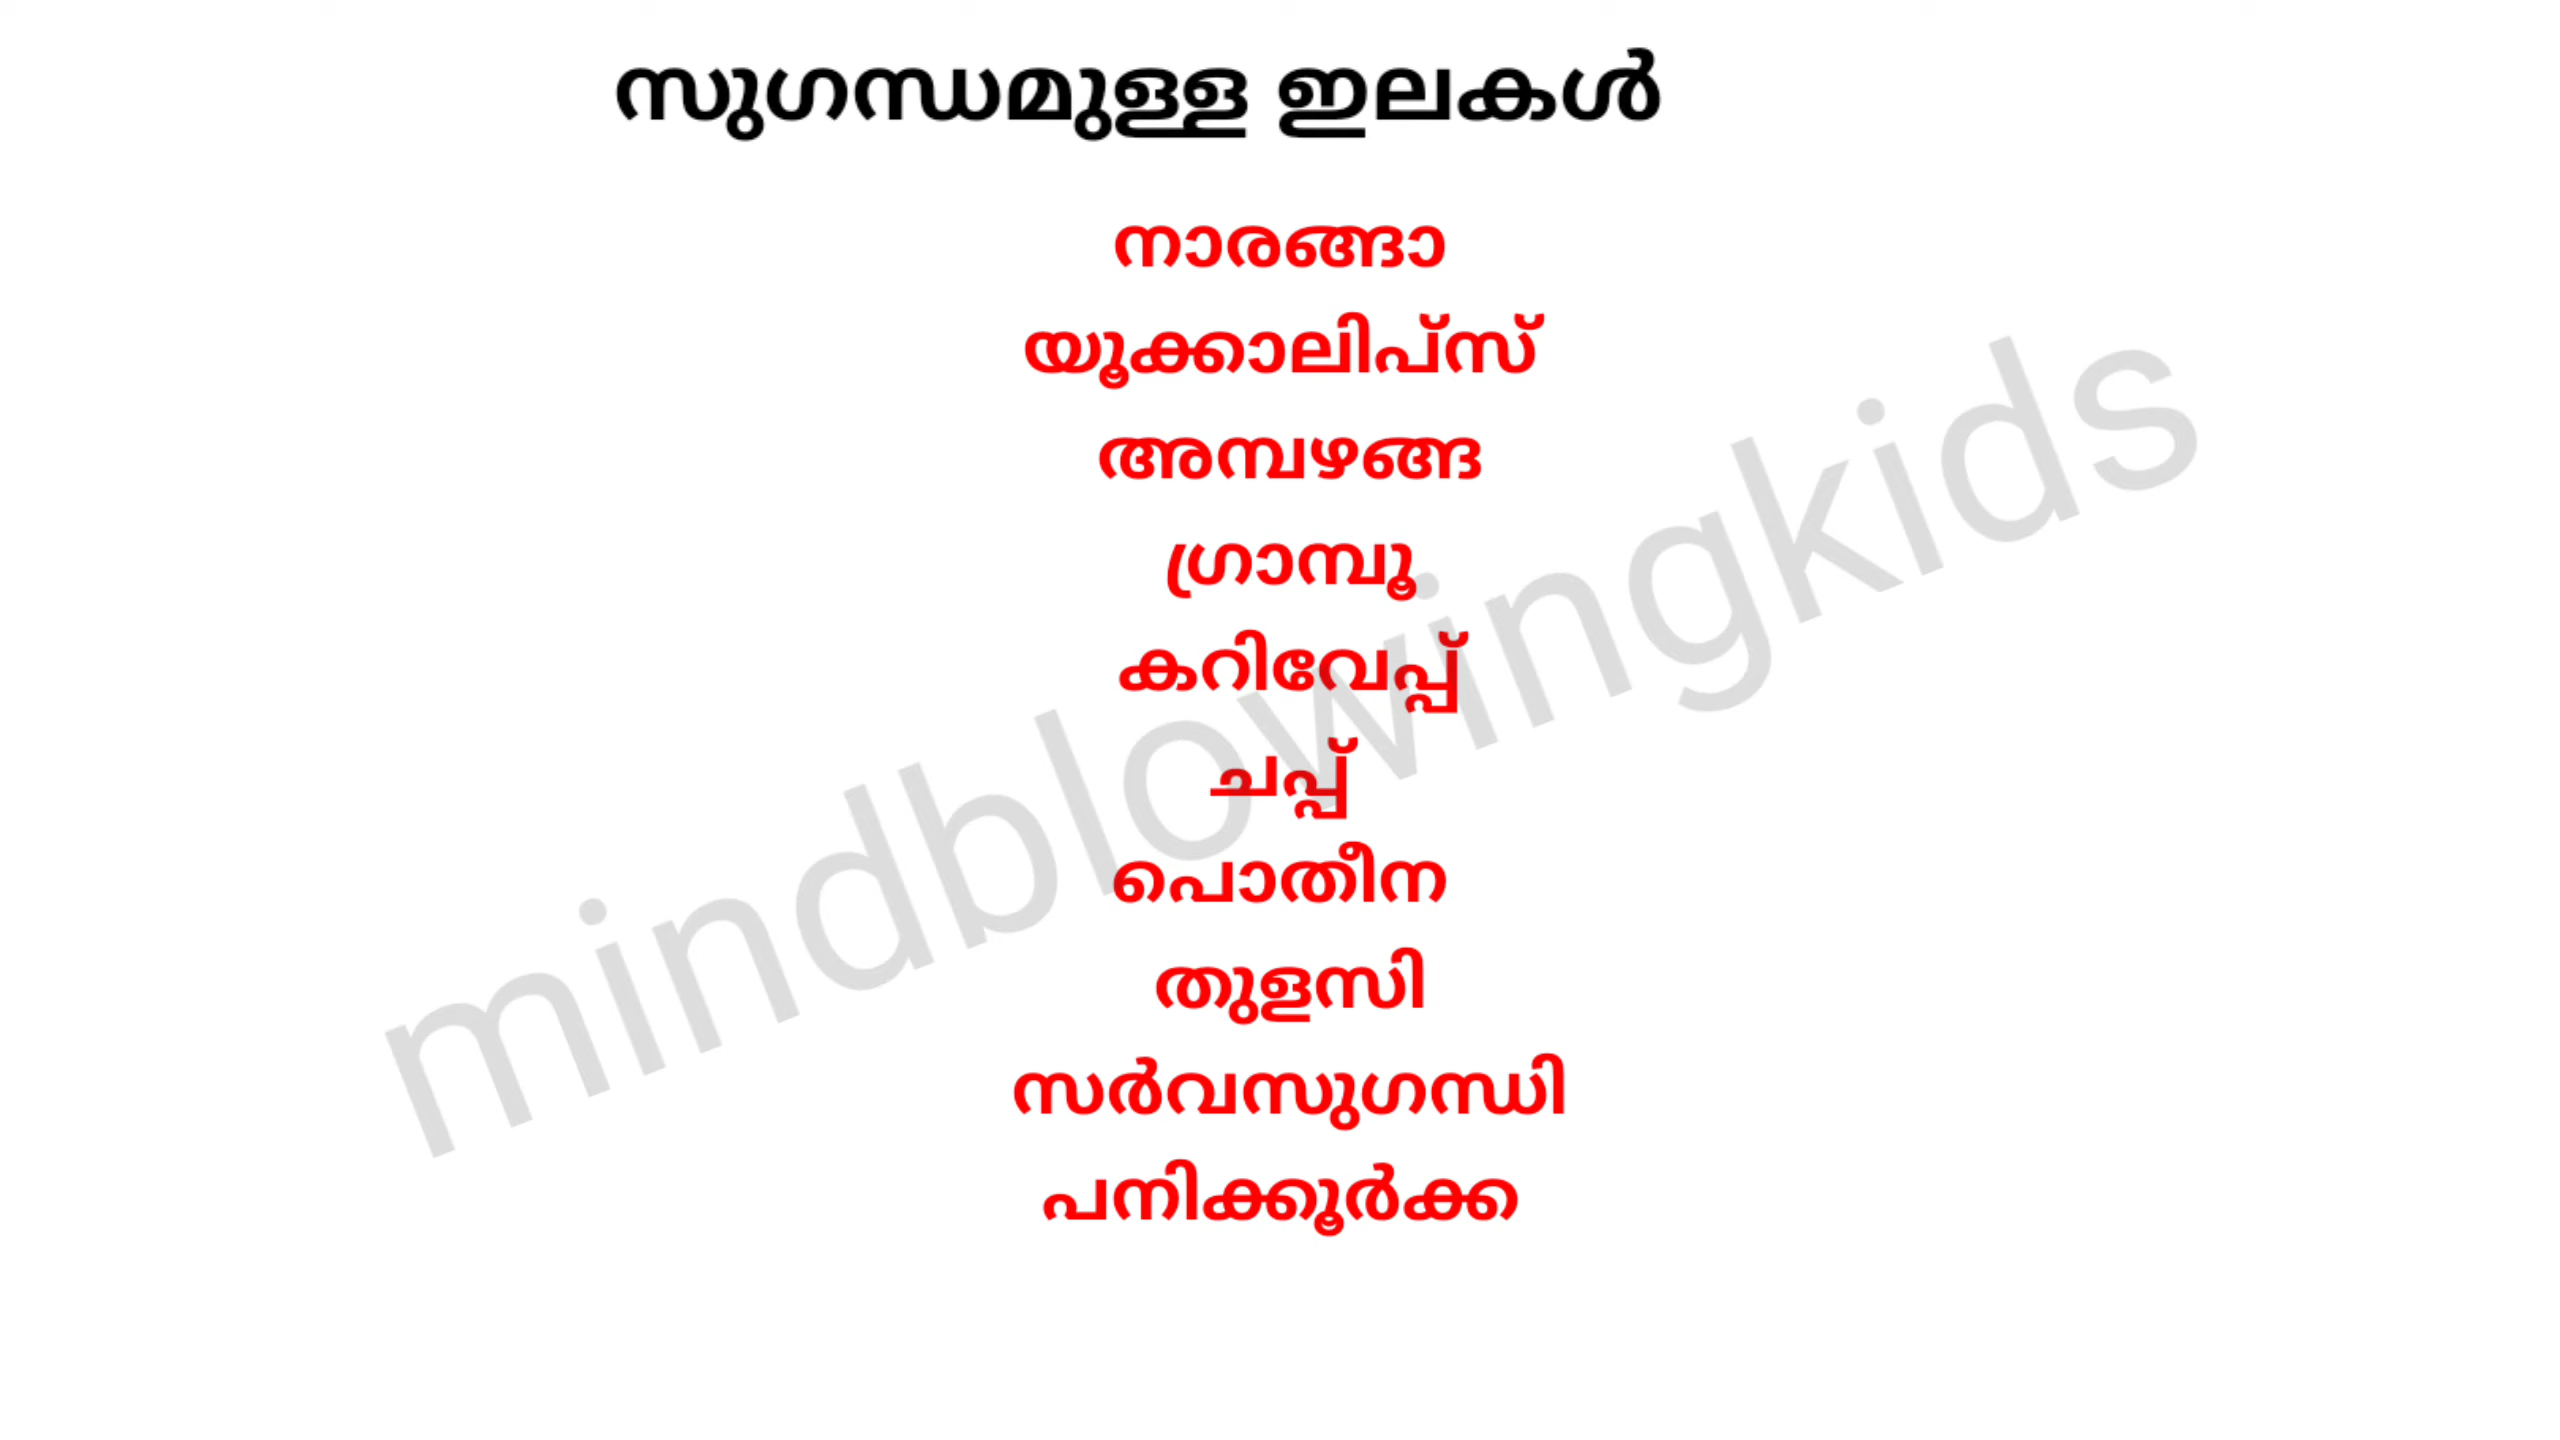 സുഗന്ധമുള്ള ഇലകൾ
നാരങ്ങാ
യൂക്കാലിപ്സ്
അമ്പഴങ്ങ
ഗ്രാമ്പൂ
കറിവേപ്പ്
ചപ്പ്
പൊതീന
തുളസി
സർവസുഗന്ധി
പനിക്കൂർക്ക
mindblowingkids